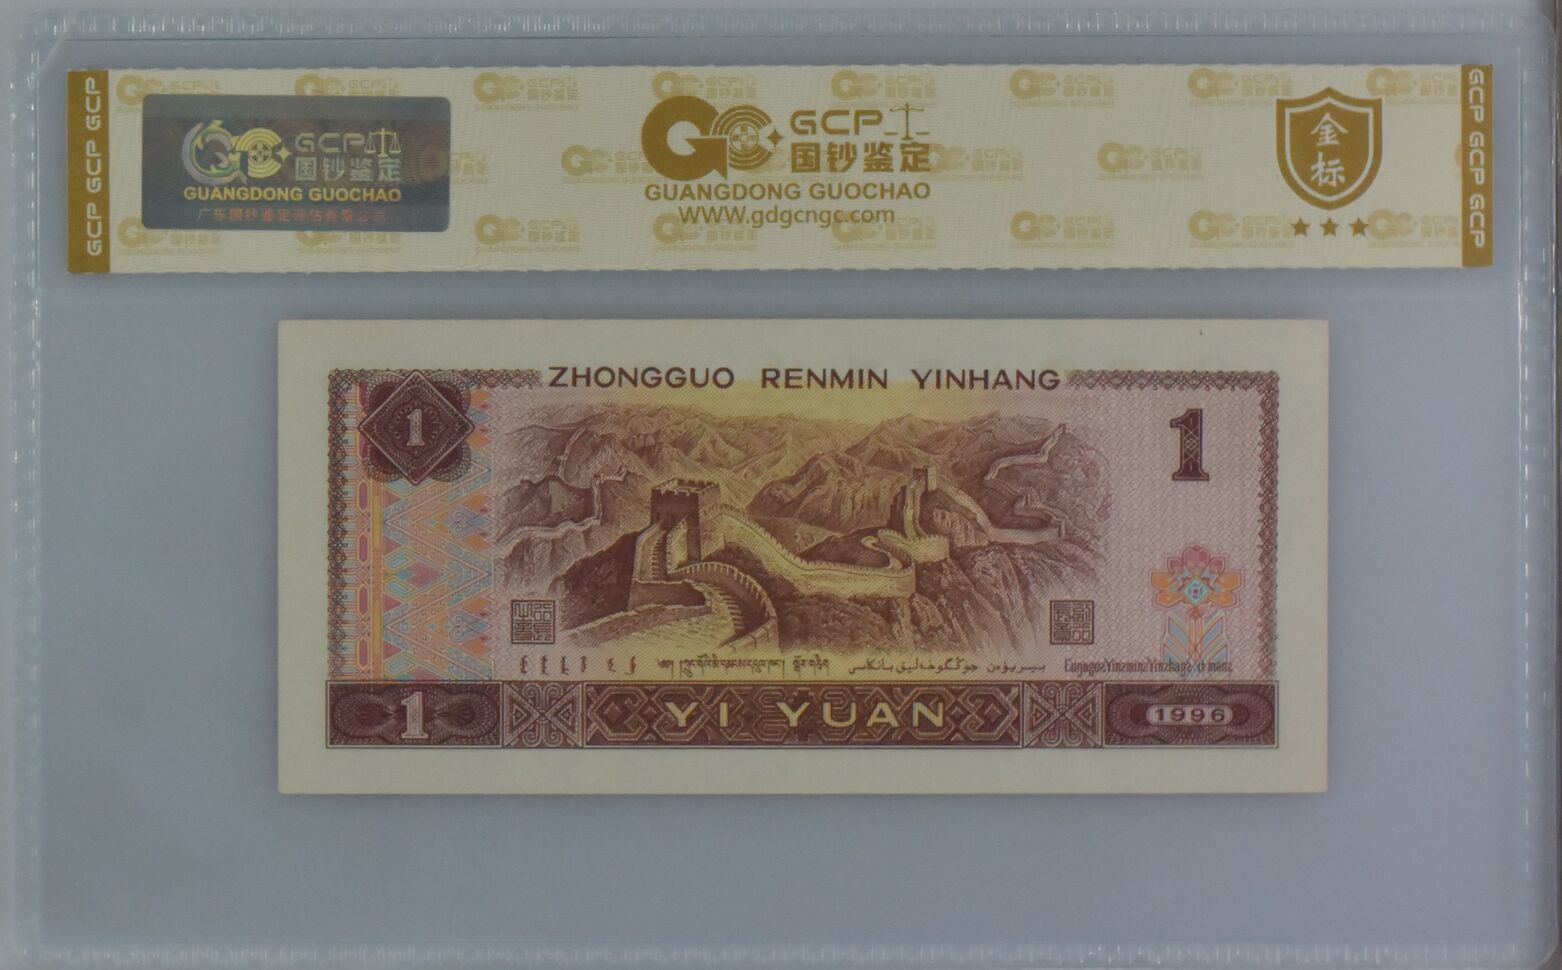 GCP GCP GCP
GCP
国钞鉴定
GUANGDONG GUOCHAO
广东国钞鉴定评估有限公司
GCP
国钞鉴定
GUANGDONG GUOCHAO
WWW.gdgcngc.com
金标
GCP GCP GCP
ZHONGGUO RENMIN YINHANG
1
1
1
YI YUAN
1996